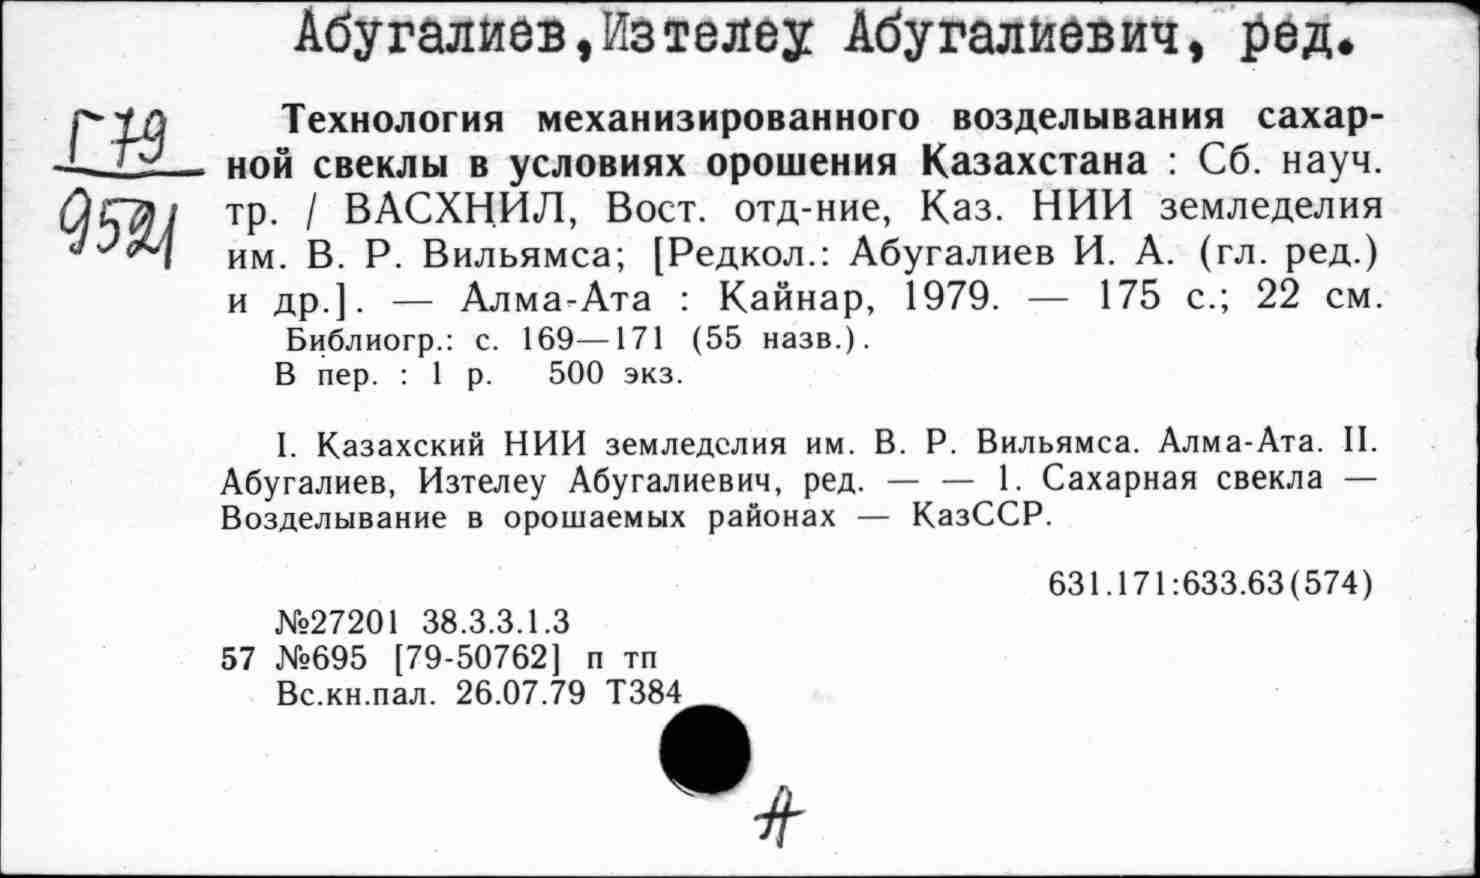 Абугалиев,Изтелеу Абугалиевич, ред.
Г 79
Технология механизированного возделывания сахар-
ной свеклы в условиях орошения Казахстана : Сб. науч.
тр. / ВАСХНИЛ, Вост. отд-ние, Каз. НИИ земледелия
им. В. Р. Вильямса; [Редкол.: Абугалиев И. А. (гл. ред.)
и др.]. — Алма-Ата : Кайнар, 1979. — 175 с.; 22 см.
Библиогр.: с. 169—171 (55 назв.).
В пер. : 1 р. 500 экз.
I. Казахский НИИ земледелия им. В. Р. Вильямса. Алма-Ата. II.
Абугалиев, Изтелеу Абугалиевич, ред. — — 1. Сахарная свекла —
Возделывание в орошаемых районах — КазССР.
631.171:633.63(574)
№27201 38.3.3.1.3
57 №695 [79-50762] п тп
Вс.кн.пал. 26.07.79 Т384